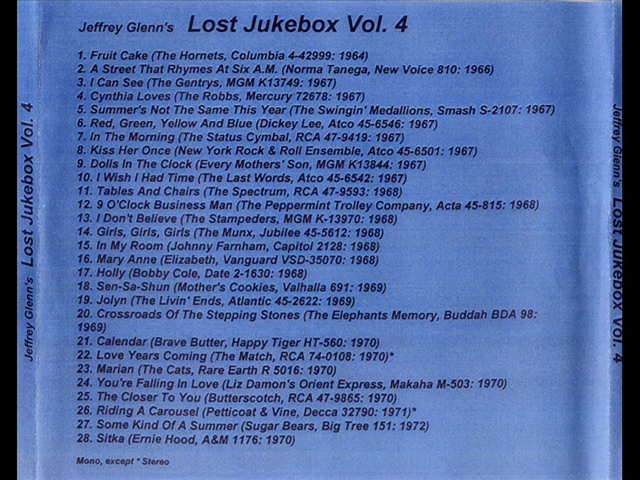 Jeffrey Glenn's Lost Jukebox Vol. 4
1. Fruit Cake (The Hornets, Columbia 4-42999: 1964)
2. A Street That Rhymes At Six A.M. (Norma Tanega, New Voice 810: 1966)
3. I Can See (The Gentrys, MGM K13749: 1967)
4. Cynthia Loves (The Robbs, Mercury 72678: 1967)
5. Summer's Not The Same This Year (The Swingin' Medallions, Smash S-2107: 1967)
6. Red, Green, Yellow And Blue (Dickey Lee, Atco 45-6546: 1967)
7. In The Morning (The Status Cymbal, RCA 47-9419: 1967)
8. Kiss Her Once (New York Rock & Roll Ensemble, Atco 45-6501: 1967)
9. Dolls In The Clock (Every Mothers' Son, MGM K13844: 1967)
10. I Wish I Had Time (The Last Words, Atco 45-6542: 1967)
11. Tables And Chairs (The Spectrum, RCA 47-9593: 1968)
12. 9 O'Clock Business Man (The Peppermint Trolley Company, Acta 45-815: 1968)
13. I Don't Believe (The Stampeders, MGM K-13970: 1968)
14. Girls, Girls, Girls (The Munx, Jubilee 45-5612: 1968)
15. In My Room (Johnny Farnham, Capitol 2128: 1968)
16. Mary Anne (Elizabeth, Vanguard VSD-35070: 1968)
17. Holly (Bobby Cole, Date 2-1630: 1968)
18. Sen-Sa-Shun (Mother's Cookies, Valhalla 691: 1969)
19. Jolyn (The Livin' Ends, Atlantic 45-2622: 1969)
20. Crossroads Of The Stepping Stones (The Elephants Memory, Buddah BDA 98:
1969)
21. Calendar (Brave Butter, Happy Tiger HT-560: 1970)
22. Love Years Coming (The Match, RCA 74-0108: 1970)*
23. Marian (The Cats, Rare Earth R 5016: 1970)
24. You're Falling In Love (Liz Damon's Orient Express, Makaha M-503: 1970)
25. The Closer To You (Butterscotch, RCA 47-9865: 1970)
26. Riding A Carousel (Petticoat & Vine, Decca 32790: 1971)*
27. Some Kind Of A Summer (Sugar Bears, Big Tree 151: 1972)
28. Sitka (Ernie Hood, A&M 1176: 1970)
Mono, except * Stereo
Jeffrey Glenn's Lost Jukebox Vol. 4
Jeffrey Glenn's Lost Jukebox Vol. 4